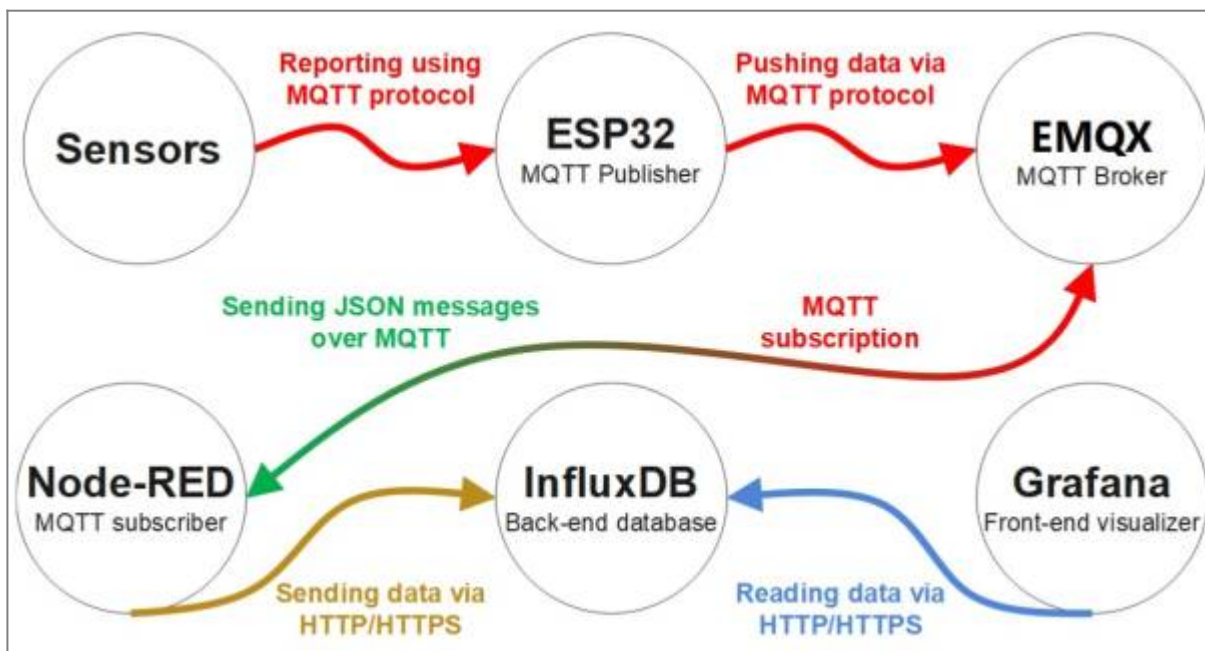 Reporting using
MQTT protocol
Pushing data via
MQTT protocol
Sensors
ESP32
MQTT Publisher
EMQX
MQTT Broker
Sending JSON messages
over MQTT
MQTT
subscription
Node-RED
MQTT subscriber
InfluxDB
Back-end database
Grafana
Front-end visualizer
Sending data via
HTTP/HTTPS
Reading data via
HTTP/HTTPS